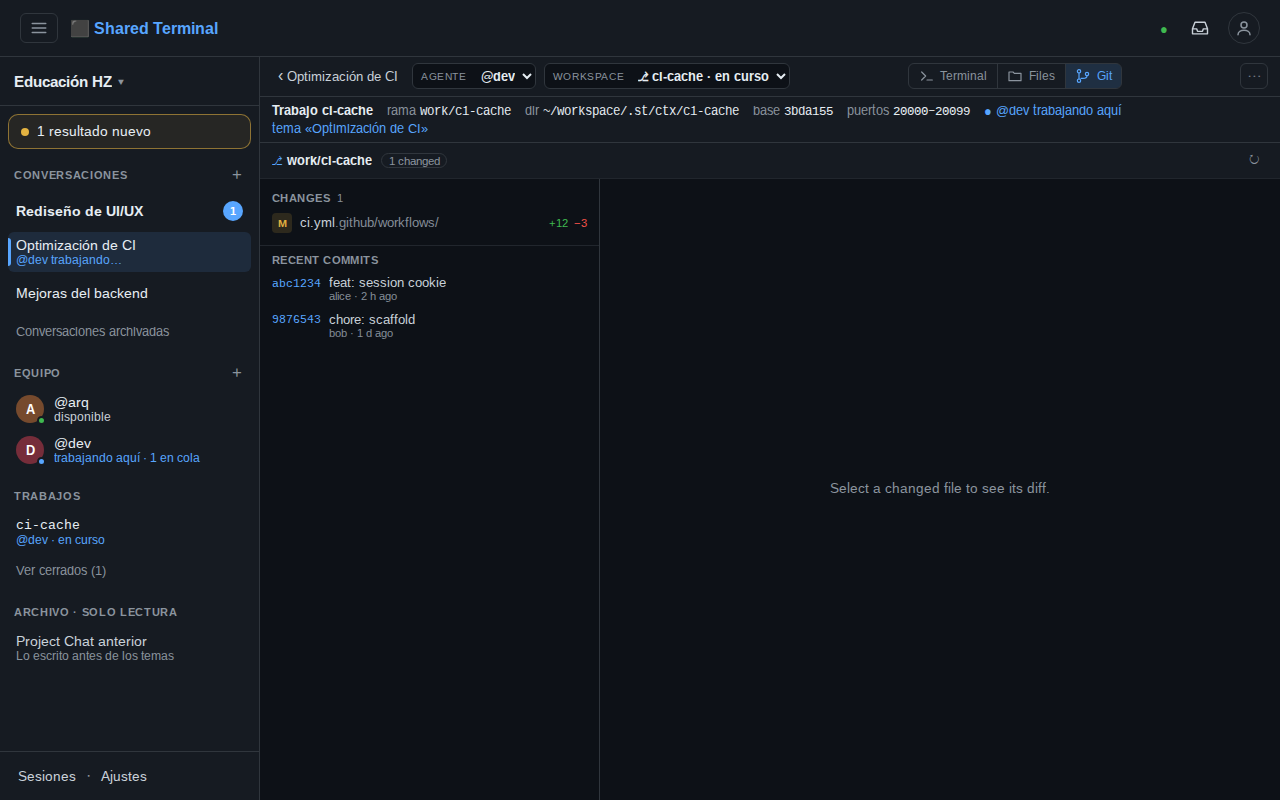 Shared Terminal
Educación HZ
1 resultado nuevo
CONVERSACIONES +
Rediseño de UI/UX 1
Optimización de CI
@dev trabajando…
Mejoras del backend
Conversaciones archivadas
EQUIPO +
A @arq
disponible
D @dev
trabajando aquí · 1 en cola
TRABAJOS
ci-cache
@dev · en curso
Ver cerrados (1)
ARCHIVO · SOLO LECTURA
Project Chat anterior
Lo escrito antes de los temas
Sesiones · Ajustes
‹ Optimización de CI AGENTE @dev WORKSPACE ⎇ ci-cache · en curso Terminal Files Git ···
Trabajo ci-cache rama work/ci-cache dir ~/workspace/.st/ctx/ci-cache base 3bda155 puertos 20000–20099 ● @dev trabajando aquí
tema «Optimización de CI»
⎇ work/ci-cache 1 changed ↻
CHANGES 1
M ci.yml .github/workflows/ +12 −3
RECENT COMMITS
abc1234 feat: session cookie
alice · 2 h ago
9876543 chore: scaffold
bob · 1 d ago
Select a changed file to see its diff.